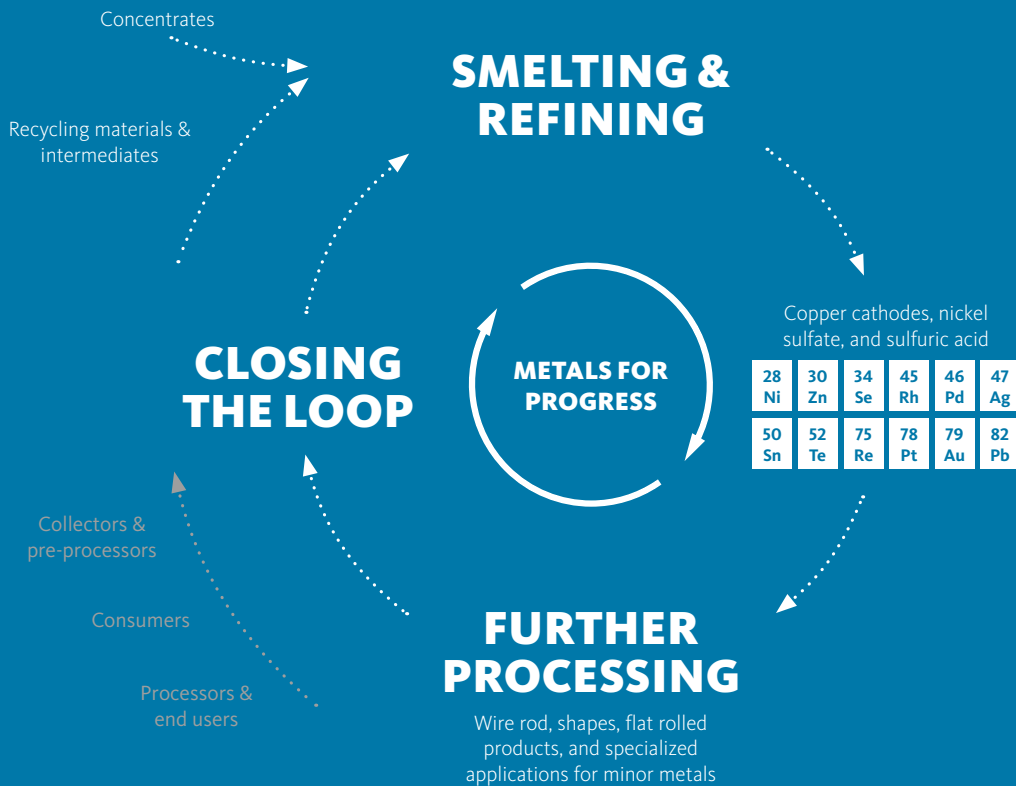 Concentrates
SMELTING &
REFINING
Recycling materials &
intermediates
Copper cathodes, nickel
sulfate, and sulfuric acid
28 30 34 45 46 47
Ni Zn Se Rh Pd Ag
50 52 75 78 79 82
Sn Te Re Pt Au Pb
CLOSING
THE LOOP
METALS FOR
PROGRESS
Collectors &
pre-processors
Consumers
Processors &
end users
FURTHER
PROCESSING
Wire rod, shapes, flat rolled
products, and specialized
applications for minor metals